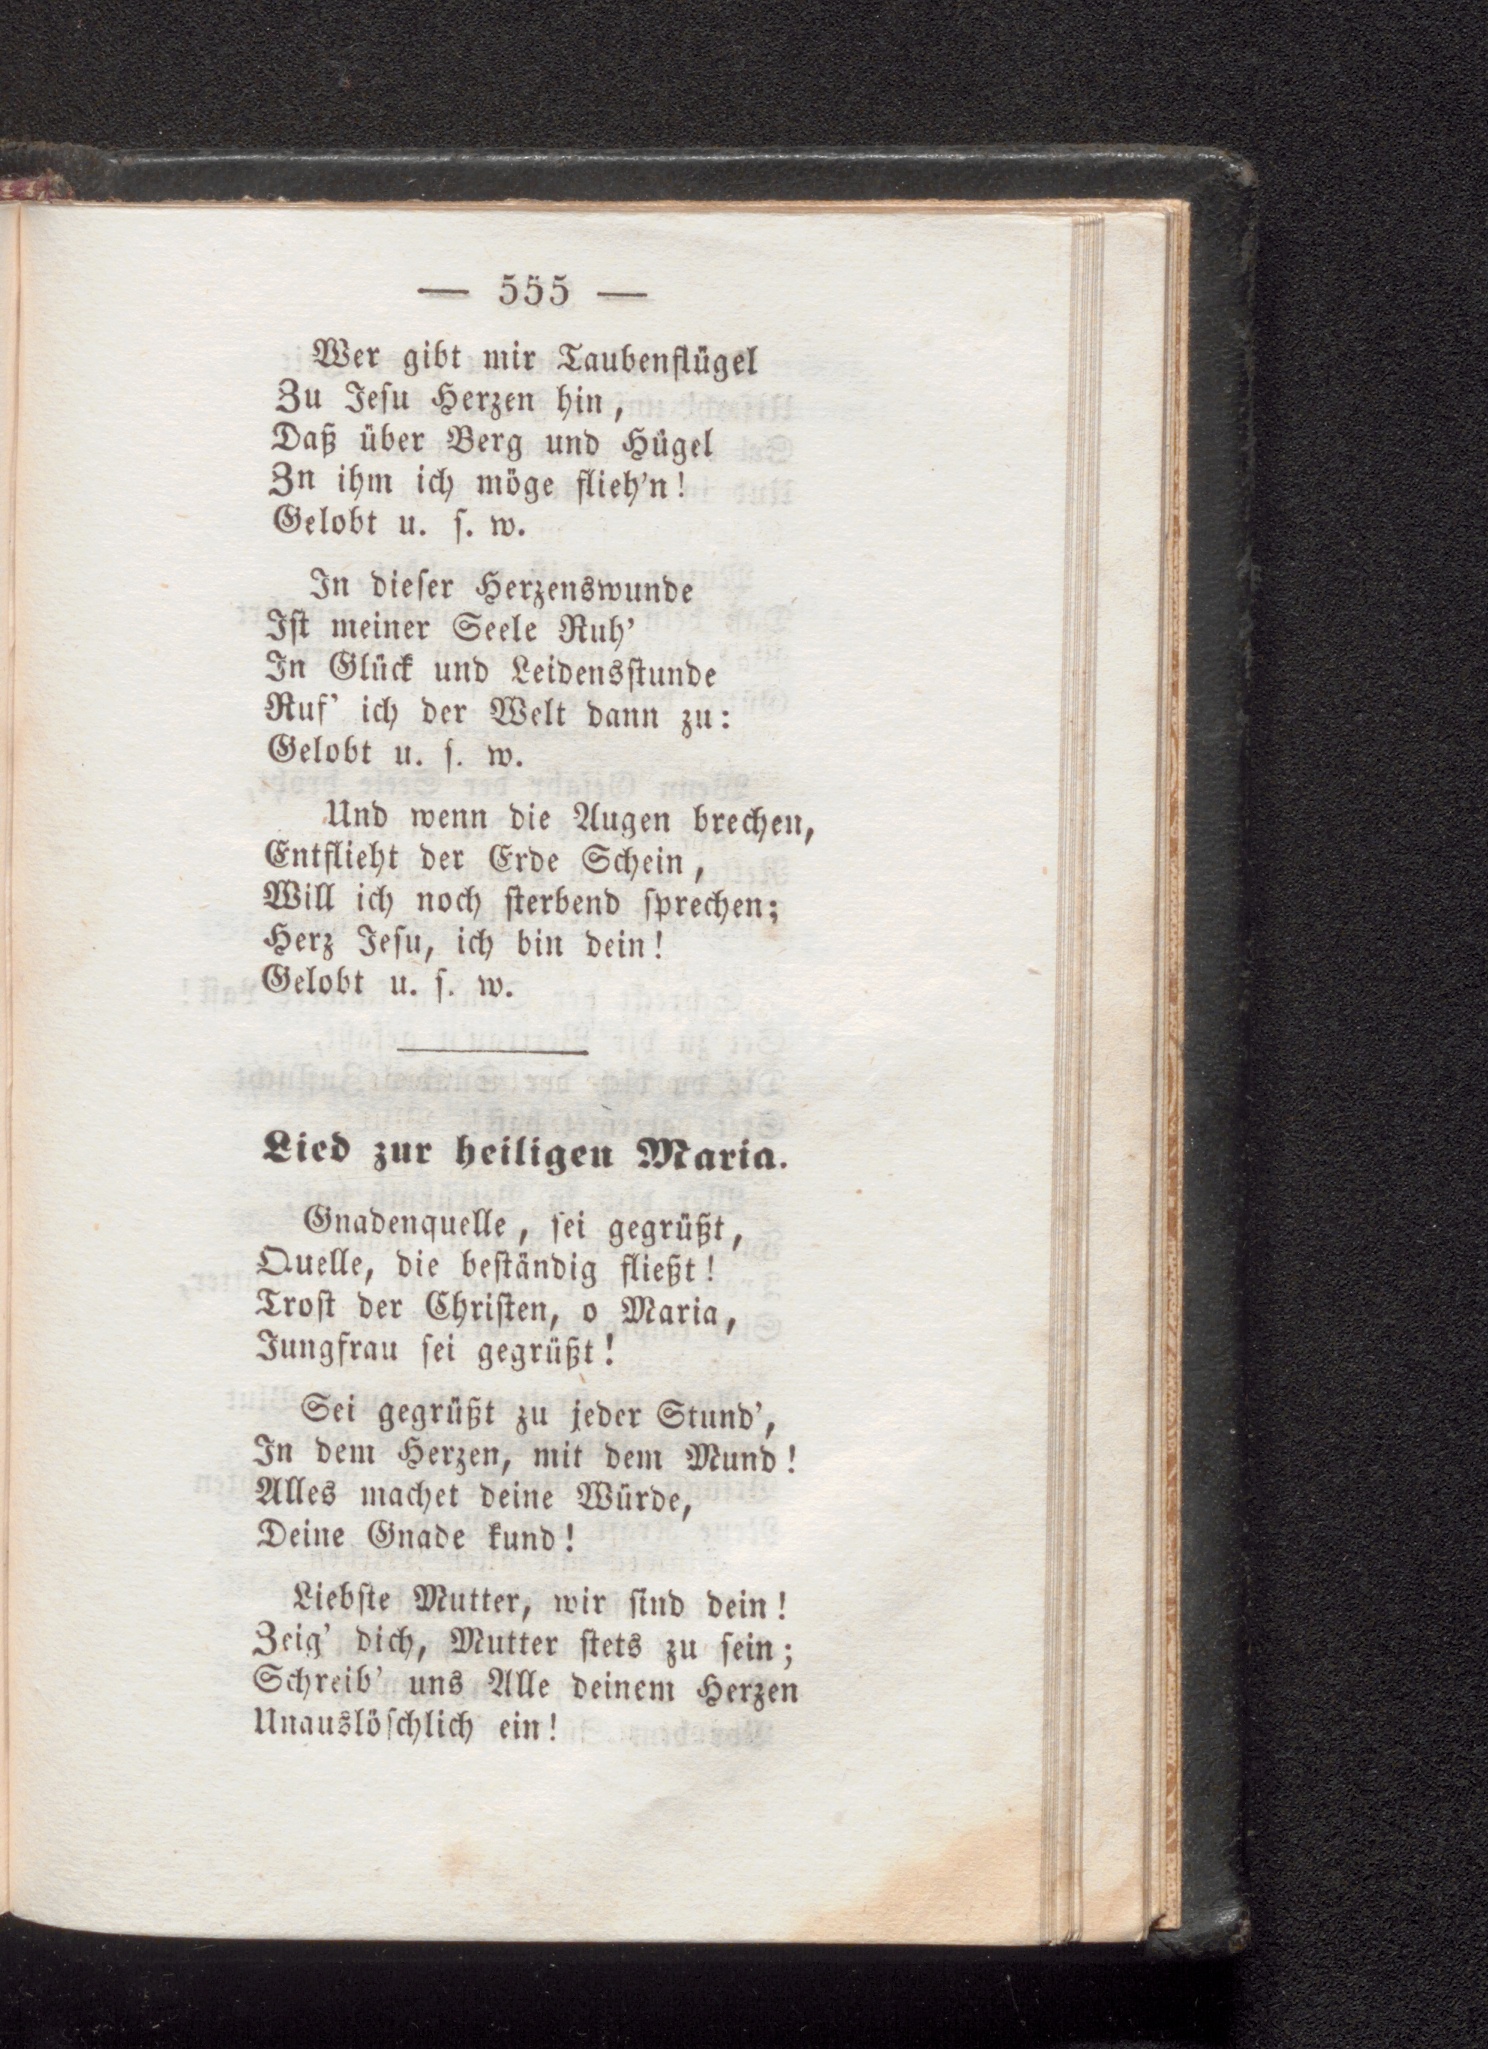 — 555 —
Wer gibt mir Taubenflügel
Zu Jeſu Herzen hin,
Daß über Berg und Hügel
Zn ihm ich möge flieh'n!
Gelobt u. ſ. w.
In dieſer Herzenswunde
Iſt meiner Seele Ruh'
In Glück und Leidensſtunde
Ruf' ich der Welt dann zu:
Gelobt u. ſ. w.
Und wenn die Augen brechen,
Entflieht der Erde Schein,
Will ich noch ſterbend ſprechen;
Herz Jeſu, ich bin dein!
Gelobt u. ſ. w.
Lied zur heiligen Maria.
Gnadenquelle, ſei gegrüßt,
Quelle, die beſtändig fließt!
Troſt der Chriſten, o Maria,
Jungfrau ſei gegrüßt!
Sei gegrüßt zu jeder Stund',
In dem Herzen, mit dem Mund!
Alles machet deine Würde,
Deine Gnade kund!
Liebſte Mutter, wir ſind dein!
Zeig' dich, Mutter ſtets zu ſein;
Schreib' uns Alle deinem Herzen
Unauslöſchlich ein!